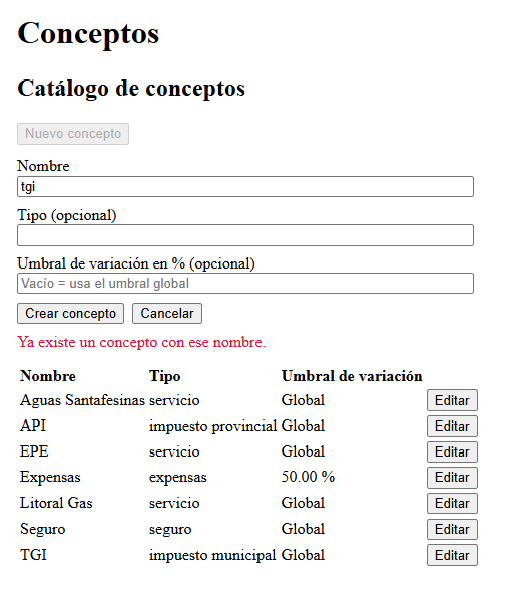 Conceptos
Catálogo de conceptos
Nuevo concepto
Nombre
tgi
Tipo (opcional)
Umbral de variación en % (opcional)
Vacío = usa el umbral global
Crear concepto Cancelar
Ya existe un concepto con ese nombre.
Nombre Tipo Umbral de variación
Aguas Santafesinas servicio Global Editar
API impuesto provincial Global Editar
EPE servicio Global Editar
Expensas expensas 50.00 % Editar
Litoral Gas servicio Global Editar
Seguro seguro Global Editar
TGI impuesto municipal Global Editar